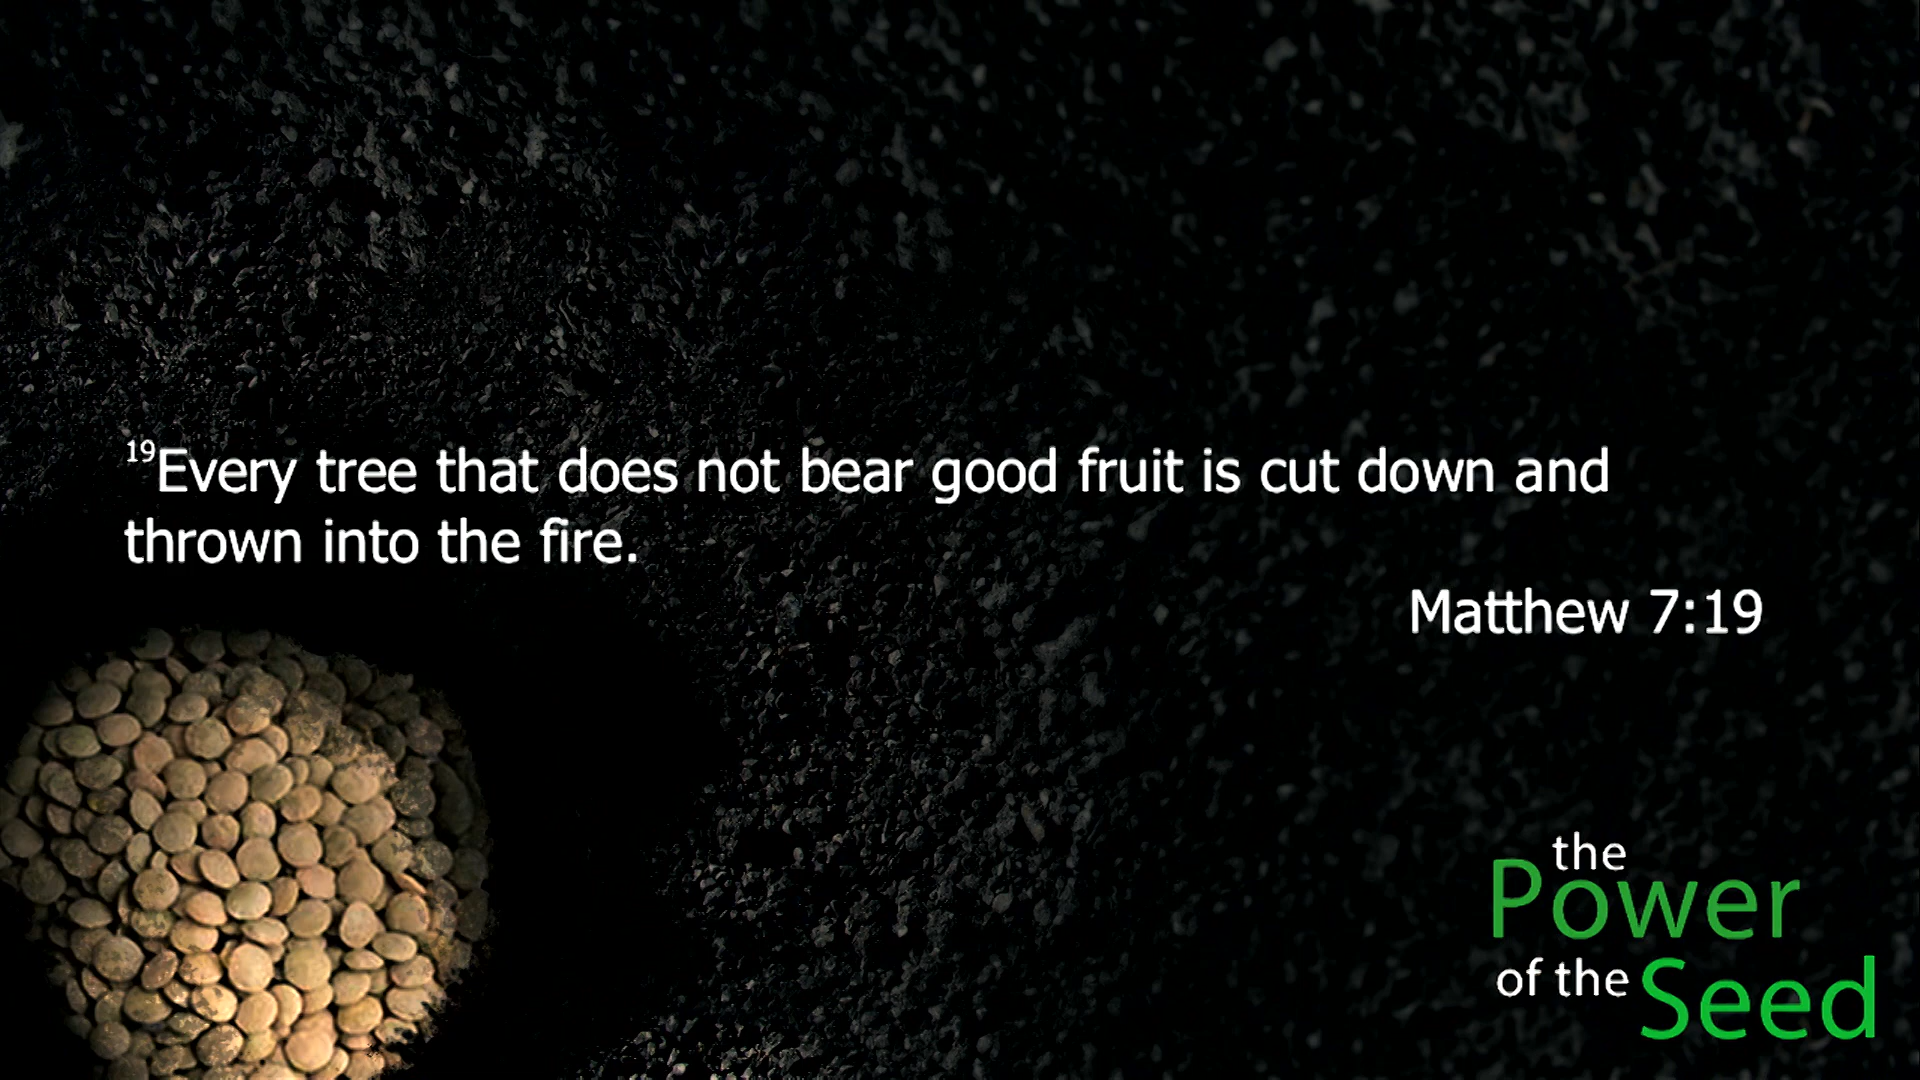 19Every tree that does not bear good fruit is cut down and
thrown into the fire.
Matthew 7:19
the
Power
of the Seed